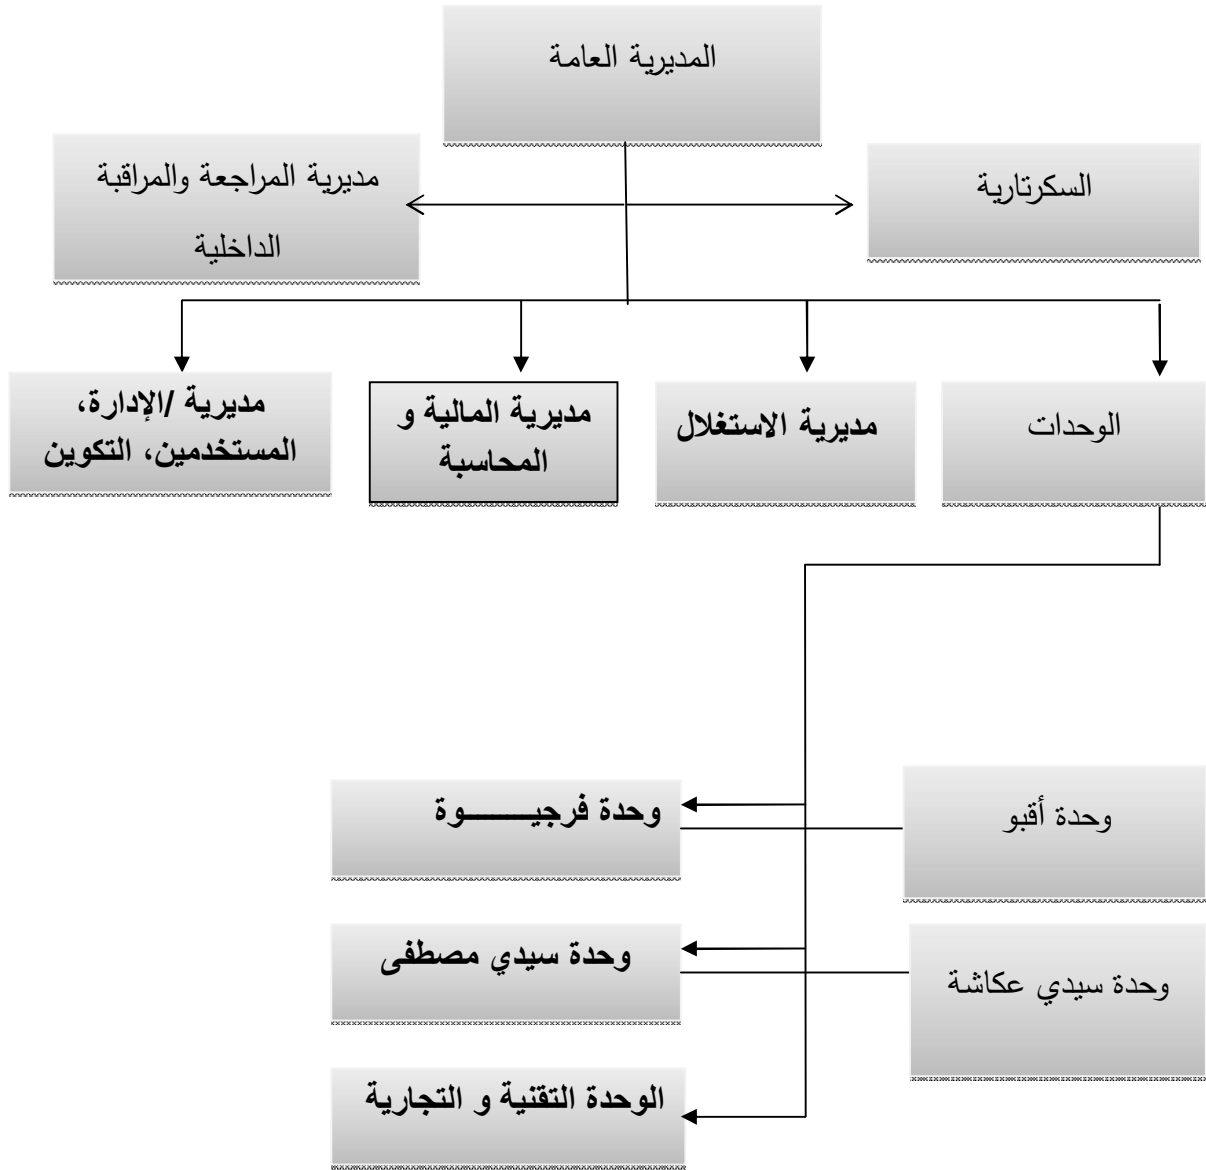 المديرية العامة
السكرتارية
مديرية المراجعة والمراقبة
الداخلية
الوحدات
مديرية الاستغلال
مديرية المالية و
المحاسبة
مديرية /الإدارة،
المستخدمين، التكوين
وحدة أقبو
وحدة فرجيـــــــوة
وحدة سيدي عكاشة
وحدة سيدي مصطفى
الوحدة التقنية و التجارية